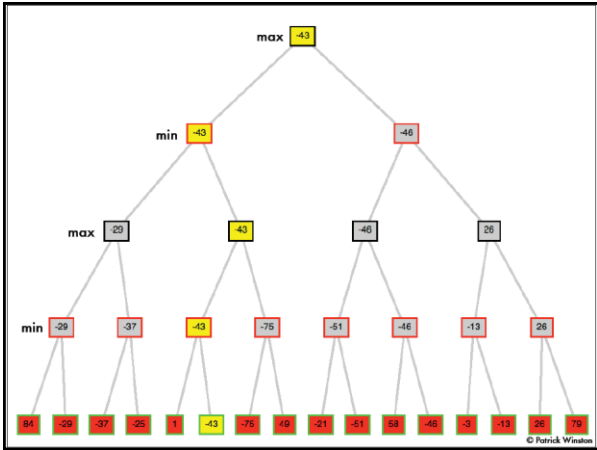 max -43
min -43 -46
max -29 -43 -46 26
min -29 -37 -43 -75 -51 -46 -13 26
84 -29 -37 -25 1 -43 -75 49 -21 -51 58 -46 -3 -13 26 79
© Patrick Winston